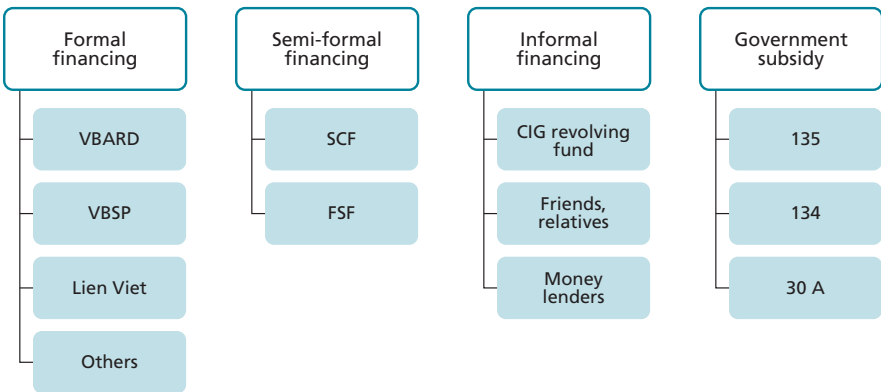 Formal
financing
VBARD
VBSP
Lien Viet
Others
Semi-formal
financing
SCF
FSF
Informal
financing
CIG revolving
fund
Friends,
relatives
Money
lenders
Government
subsidy
135
134
30 A